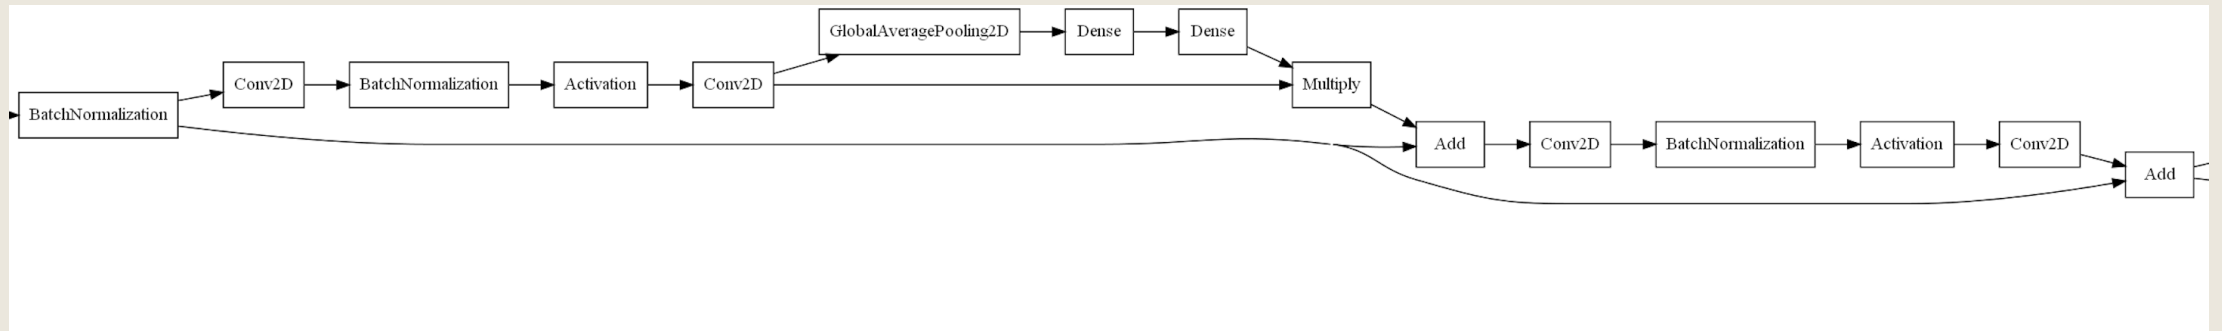 GlobalAveragePooling2D
Dense
Dense
Conv2D
BatchNormalization
Activation
Conv2D
Multiply
BatchNormalization
Add
Conv2D
BatchNormalization
Activation
Conv2D
Add